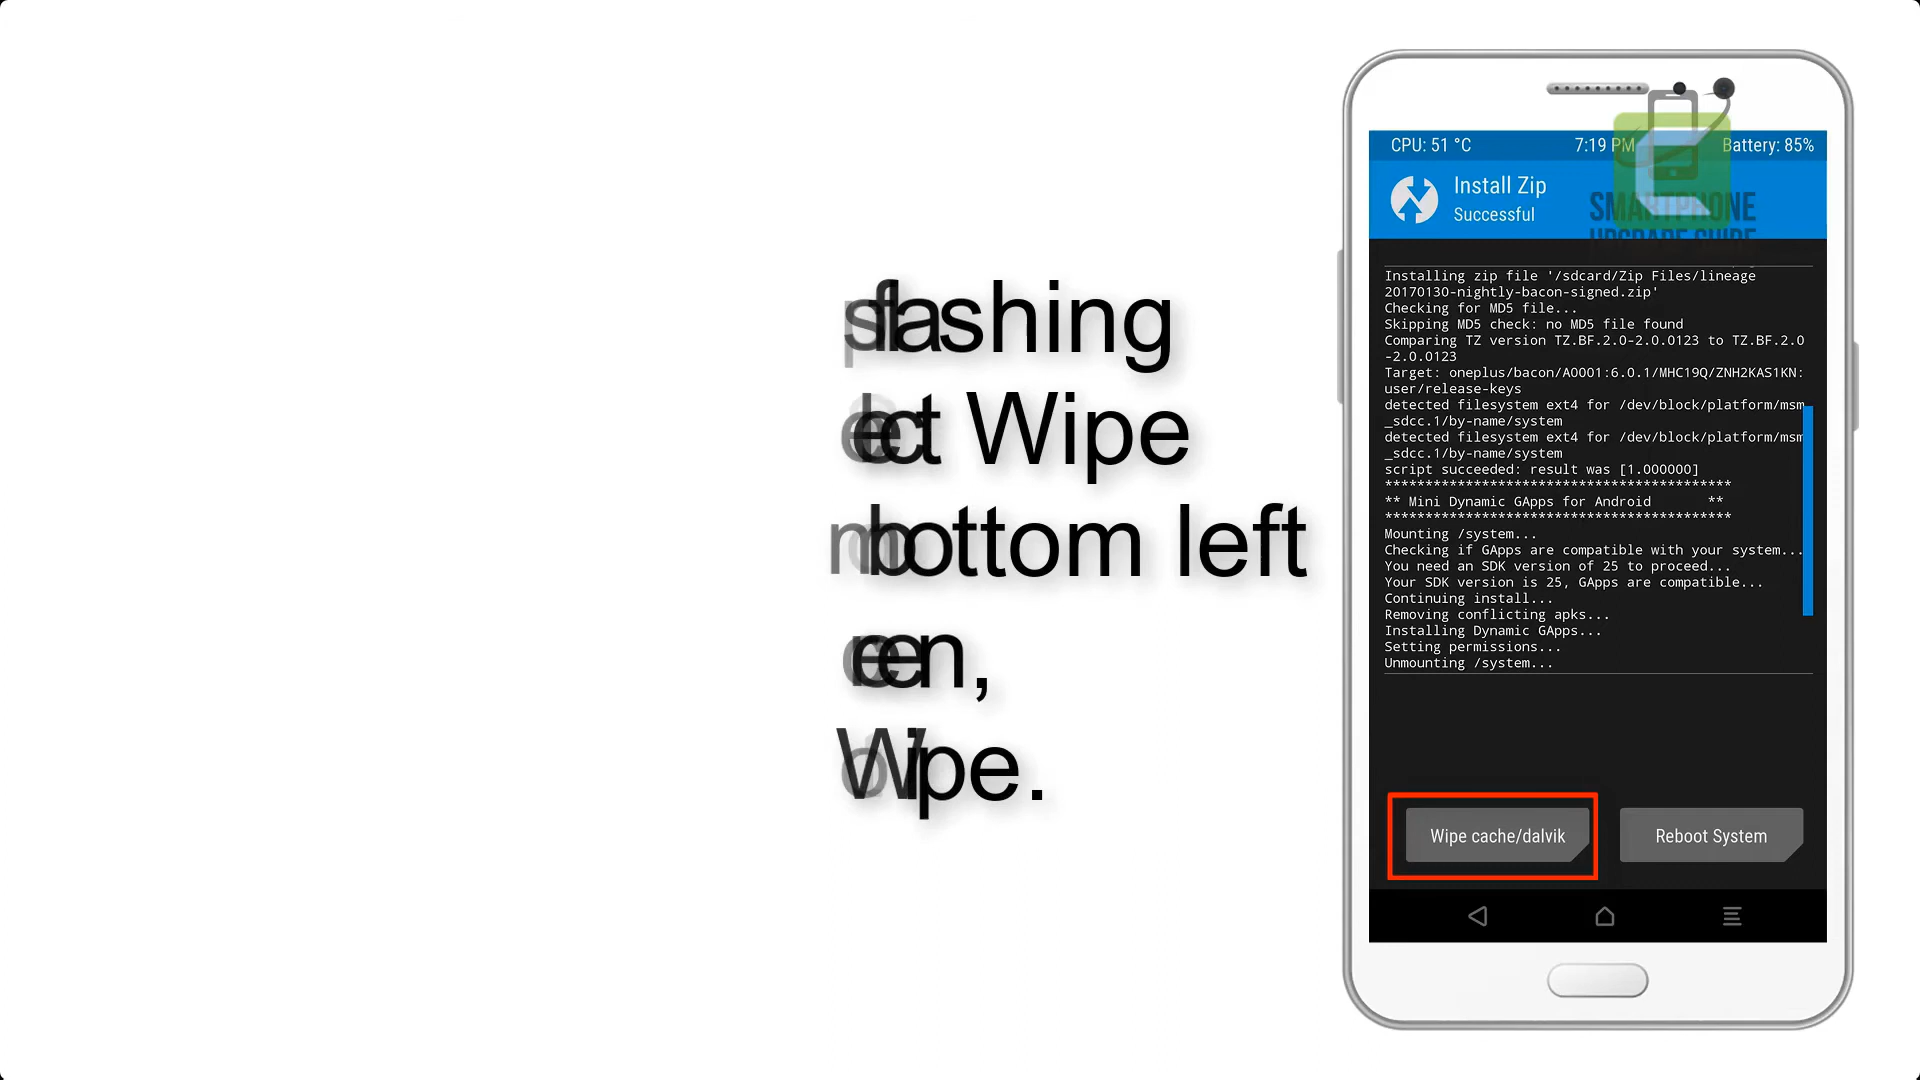 flashing
Wipe
bottom left
Wipe.
CPU: 51 °C 7:19 PM Battery: 85%
Install Zip
Successful
SMARTPHONE
UPGRADE GUIDE
Installing zip file '/sdcard/Zip Files/lineage
20170130-nightly-bacon-signed.zip'
Checking for MD5 file...
Skipping MD5 check: no MD5 file found
Comparing TZ version TZ.BF.2.0-2.0.0123 to TZ.BF.2.0
-2.0.0123
Target: oneplus/bacon/A0001:6.0.1/MHC19Q/ZNH2KAS1KN:
user/release-keys
detected filesystem ext4 for /dev/block/platform/msm
_sdcc.1/by-name/system
detected filesystem ext4 for /dev/block/platform/msm
_sdcc.1/by-name/system
script succeeded: result was [1.000000]
*******************************************
** Mini Dynamic GApps for Android **
*******************************************
Mounting /system...
Checking if GApps are compatible with your system...
You need an SDK version of 25 to proceed...
Your SDK version is 25, GApps are compatible...
Continuing install...
Removing conflicting apks...
Installing Dynamic GApps...
Setting permissions...
Unmounting /system...
Wipe cache/dalvik
Reboot System